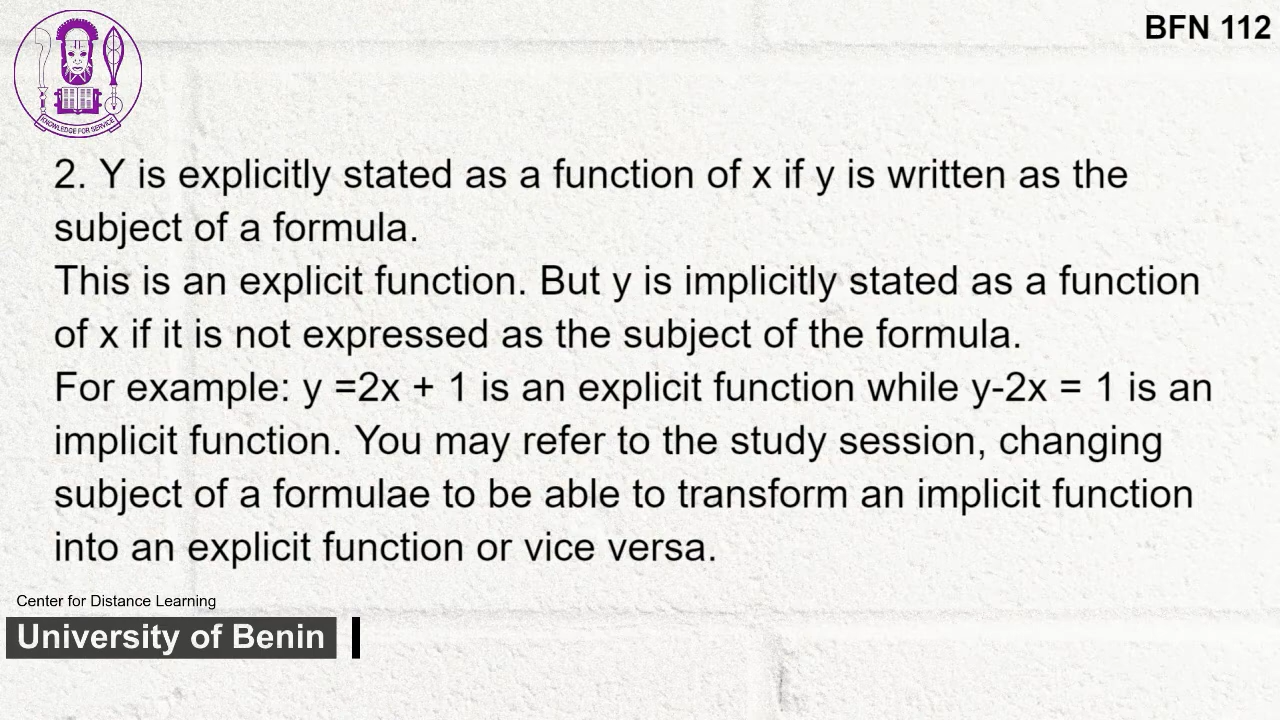 BFN 112
KNOWLEDGE FOR SERVICE
2. Y is explicitly stated as a function of x if y is written as the
subject of a formula.
This is an explicit function. But y is implicitly stated as a function
of x if it is not expressed as the subject of the formula.
For example: y =2x + 1 is an explicit function while y-2x = 1 is an
implicit function. You may refer to the study session, changing
subject of a formulae to be able to transform an implicit function
into an explicit function or vice versa.
Center for Distance Learning
University of Benin